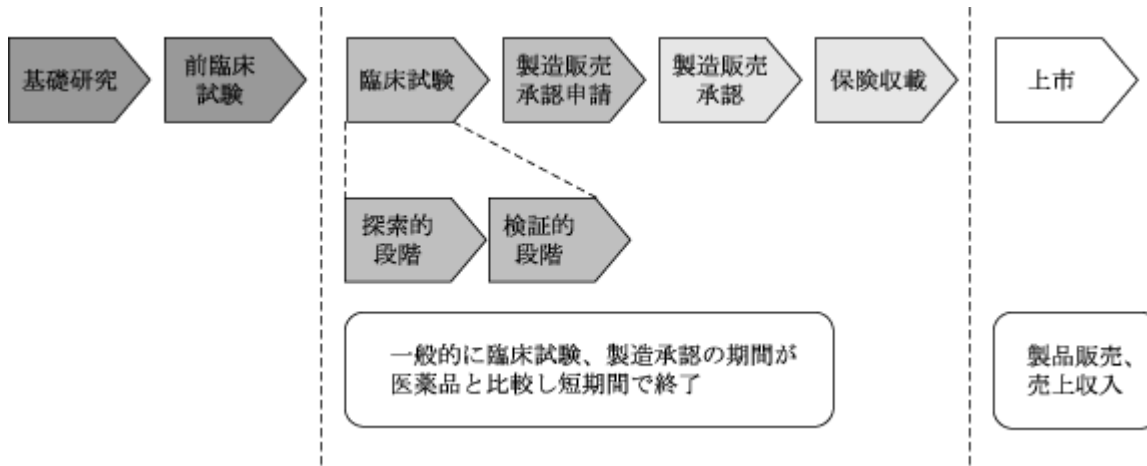 基礎研究
前臨床
試験
臨床試験
製造販売
承認申請
製造販売
承認
保険収載
上市
探索的
段階
検証的
段階
一般的に臨床試験、製造承認の期間が
医薬品と比較し短期間で終了
製品販売、
売上収入